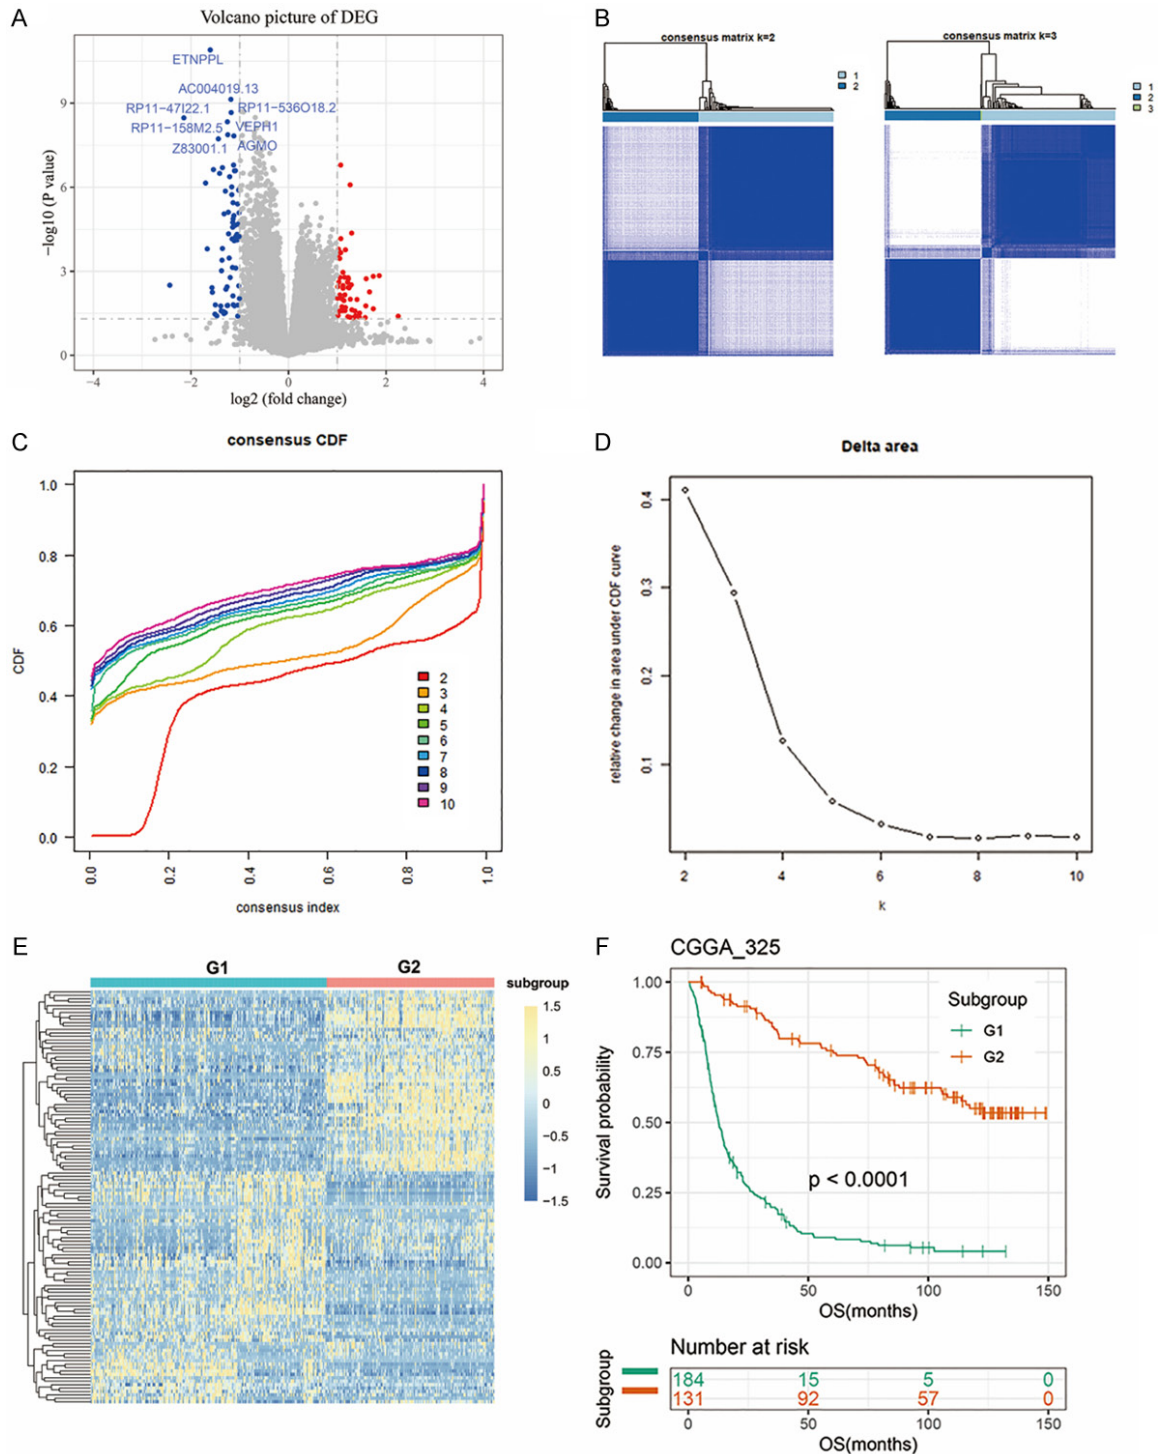 A
Volcano picture of DEG
ETNPPL
AC004019.13
RP11−47I22.1
RP11−536O18.2
RP11−158M2.5
VEPH1
Z83001.1
AGMO
9
6
3
0
−log10 (P value)
−4
−2
0
2
4
log2 (fold change)
B
consensus matrix k=2
1
2
consensus matrix k=3
1
2
3
C
consensus CDF
1.0
0.8
0.6
0.4
0.2
0.0
CDF
2
3
4
5
6
7
8
9
10
0.0
0.2
0.4
0.6
0.8
1.0
consensus index
D
Delta area
0.4
0.3
0.2
0.1
relative change in area under CDF curve
2
4
6
8
10
k
E
G1
G2
subgroup
1.5
1
0.5
0
−0.5
−1
−1.5
F
CGGA_325
1.00
0.75
0.50
0.25
0.00
Survival probability
Subgroup
G1
G2
p < 0.0001
0
50
100
150
OS(months)
Number at risk
Subgroup
184
15
5
0
131
92
57
0
0
50
100
150
OS(months)